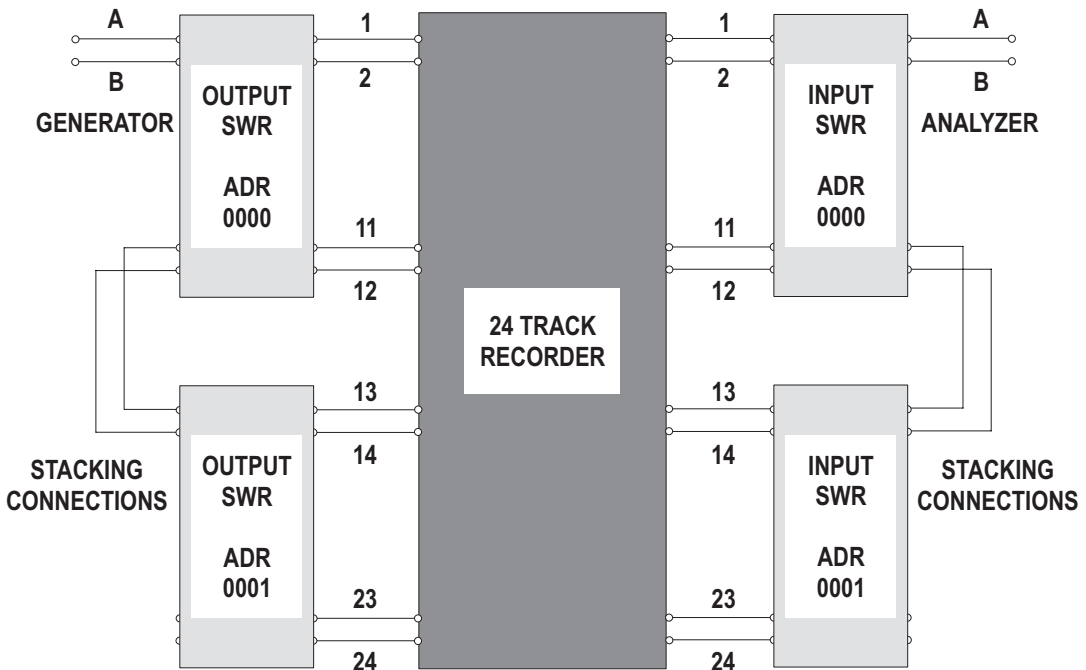 A
B
GENERATOR
OUTPUT
SWR
ADR
0000
1
2
11
12
24 TRACK
RECORDER
1
2
11
12
INPUT
SWR
ADR
0000
A
B
ANALYZER
STACKING
CONNECTIONS
OUTPUT
SWR
ADR
0001
13
14
23
24
13
14
23
24
INPUT
SWR
ADR
0001
STACKING
CONNECTIONS